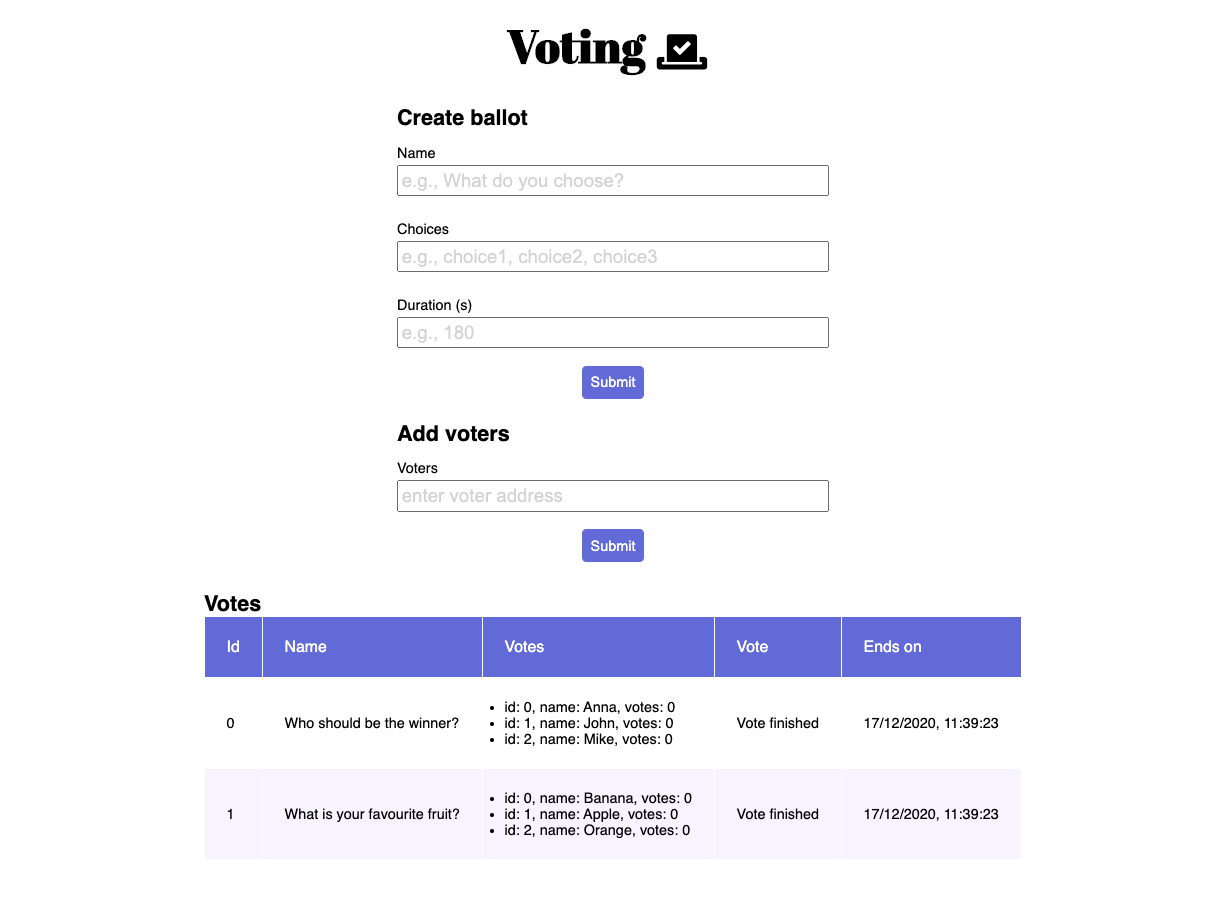 Voting
Create ballot
Name
e.g., What do you choose?
Choices
e.g., choice1, choice2, choice3
Duration (s)
e.g., 180
Submit
Add voters
Voters
enter voter address
Submit
Votes
Id Name Votes Vote Ends on
0 Who should be the winner? • id: 0, name: Anna, votes: 0
• id: 1, name: John, votes: 0
• id: 2, name: Mike, votes: 0
Vote finished 17/12/2020, 11:39:23
1 What is your favourite fruit? • id: 0, name: Banana, votes: 0
• id: 1, name: Apple, votes: 0
• id: 2, name: Orange, votes: 0
Vote finished 17/12/2020, 11:39:23